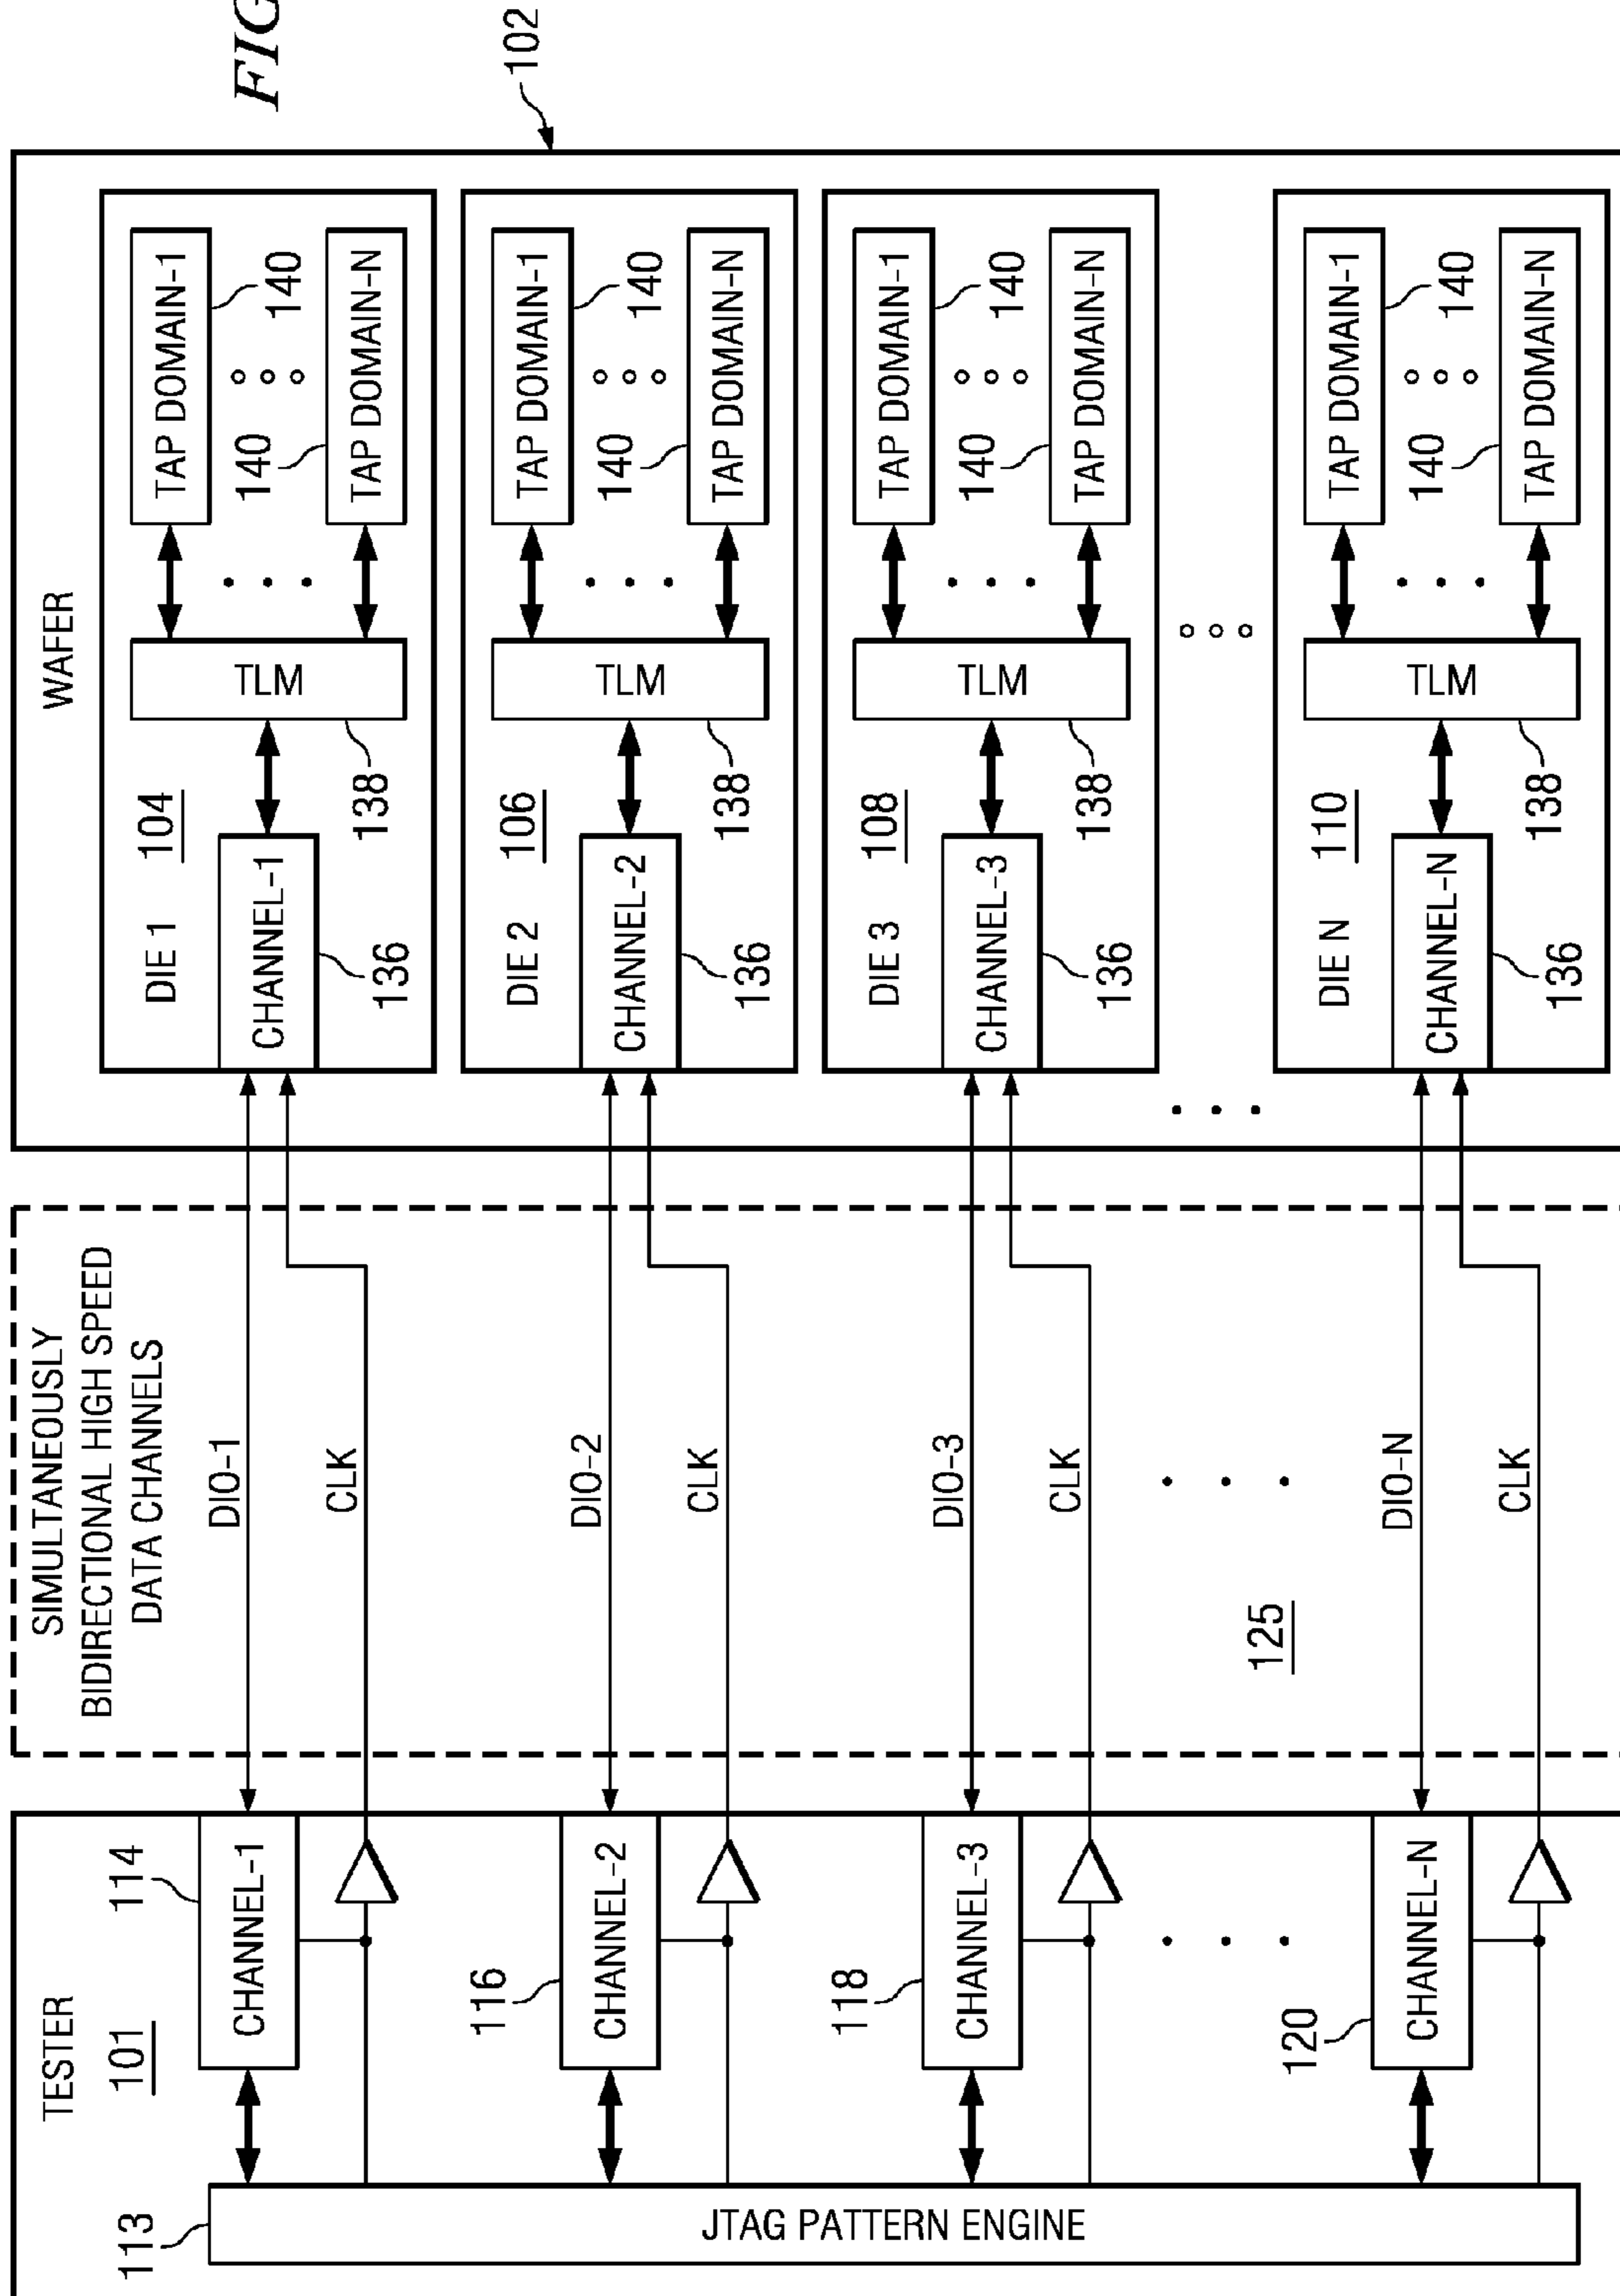 FIG
TESTER
101
113
JTAG PATTERN ENGINE
114
CHANNEL-1
116
CHANNEL-2
118
CHANNEL-3
120
CHANNEL-N
SIMULTANEOUSLY
BIDIRECTIONAL HIGH SPEED
DATA CHANNELS
DIO-1
CLK
DIO-2
CLK
DIO-3
CLK
125
DIO-N
CLK
WAFER
102
DIE 1
104
CHANNEL-1
136
TLM
138
TAP DOMAIN-1
140
140
TAP DOMAIN-N
DIE 2
106
CHANNEL-2
136
TLM
138
TAP DOMAIN-1
140
140
TAP DOMAIN-N
DIE 3
108
CHANNEL-3
136
TLM
138
TAP DOMAIN-1
140
140
TAP DOMAIN-N
DIE N
110
CHANNEL-N
136
TLM
138
TAP DOMAIN-1
140
140
TAP DOMAIN-N